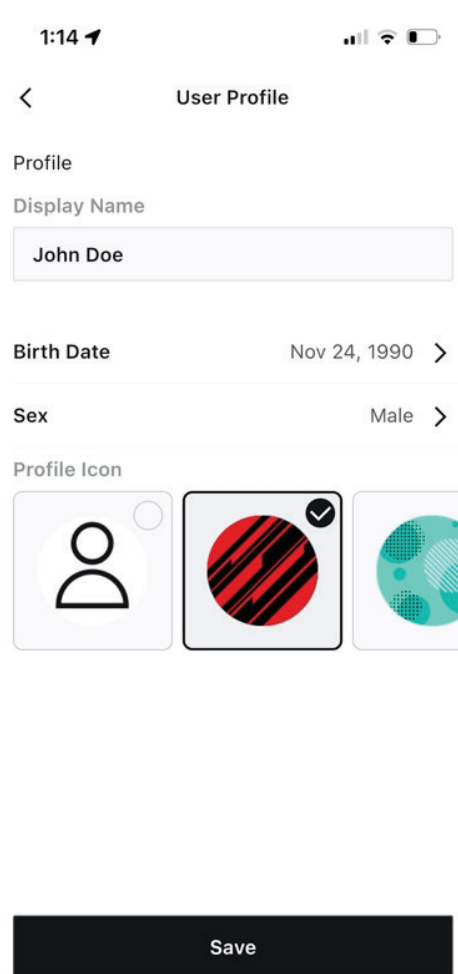 1:14
User Profile
Profile
Display Name
John Doe
Birth Date Nov 24, 1990
Sex Male
Profile Icon
Save